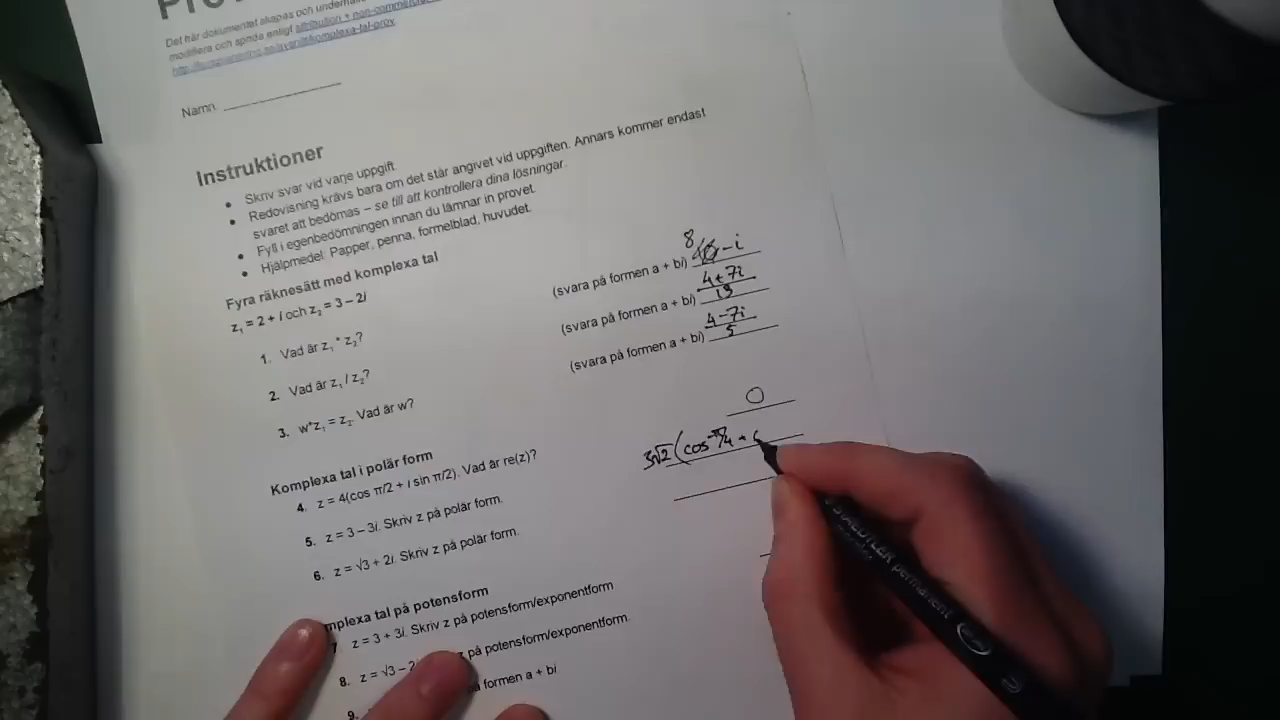 Det här dokumentet skapas och underhålls
modifiera och sprida enligt attribution + non-commercial
Namn: ____________
Instruktioner
● Skriv svar vid varje uppgift.
● Redovisning krävs bara om det står angivet vid uppgiften. Annars kommer endast
svaret att bedömas – se till att kontrollera dina lösningar.
● Fyll i egenbedömningen innan du lämnar in provet.
● Hjälpmedel: Papper, penna, formelblad, huvudet.
Fyra räknesätt med komplexa tal
z₁ = 2 + i och z₂ = 3 – 2i
1. Vad är z₁ * z₂? (svara på formen a + bi) 8 - i
2. Vad är z₁ / z₂? (svara på formen a + bi) 4 + 7i / 13
3. w*z₁ = z₂. Vad är w? (svara på formen a + bi) 4 - 7i / 5
Komplexa tal i polär form
4. z = 4(cos π/2 + i sin π/2). Vad är re(z)? 0
5. z = 3 – 3i. Skriv z på polär form. 3√2 (cos -π/4 +
6. z = √3 + 2i. Skriv z på polär form.
mplexa tal på potensform
7 z = 3 + 3i. Skriv z på potensform/exponentform
8. z = √3 – 2 på potensform/exponentform.
9. formen a + bi
STAEDTLER permanent